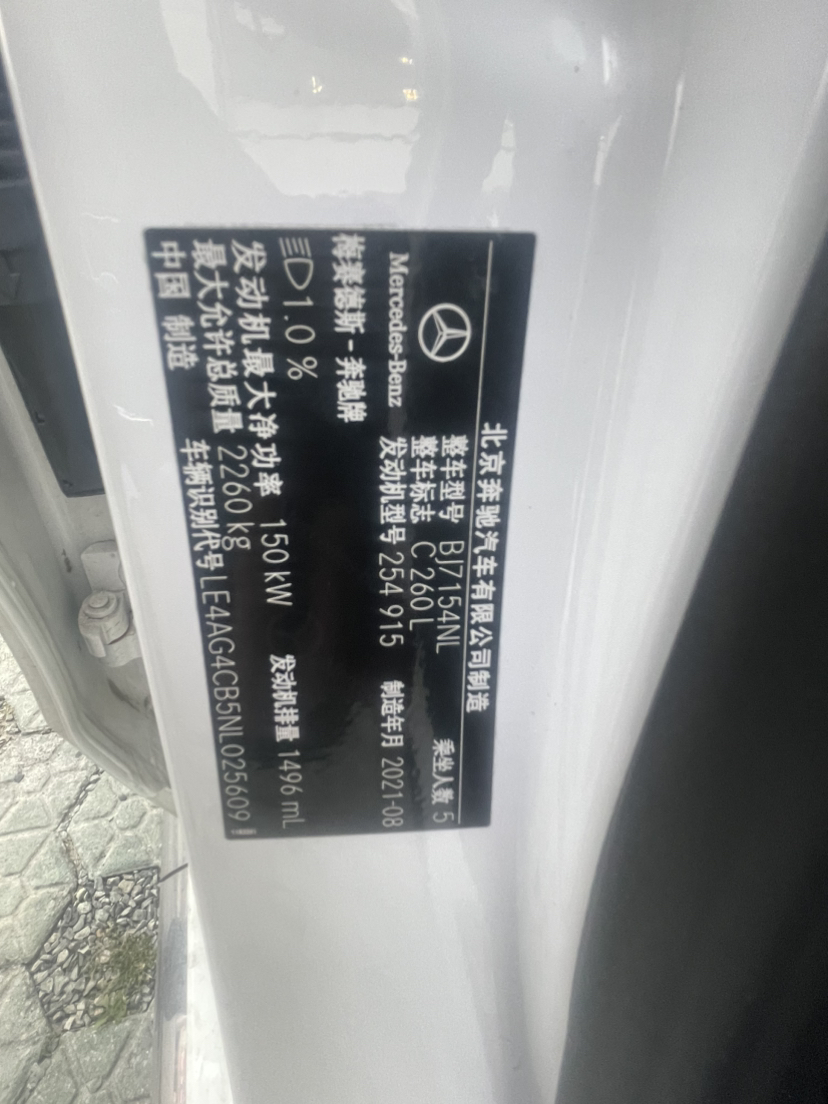 北京奔驰汽车有限公司制造
整车型号 BJ7154NL 乘坐人数 5
整车标志 C 260 L
Mercedes-Benz 发动机型号 254 915 制造年月 2021-08
梅赛德斯-奔驰牌
1.0 %
发动机最大净功率 150 kW 发动机排量 1496 mL
最大允许总质量 2260 kg
中国 制造 车辆识别代号 LE4AG4CB5NL025609